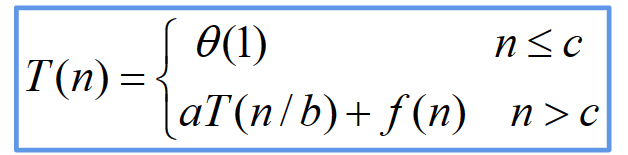 T(n) = { θ(1) n ≤ c
aT(n/b) + f(n) n > c